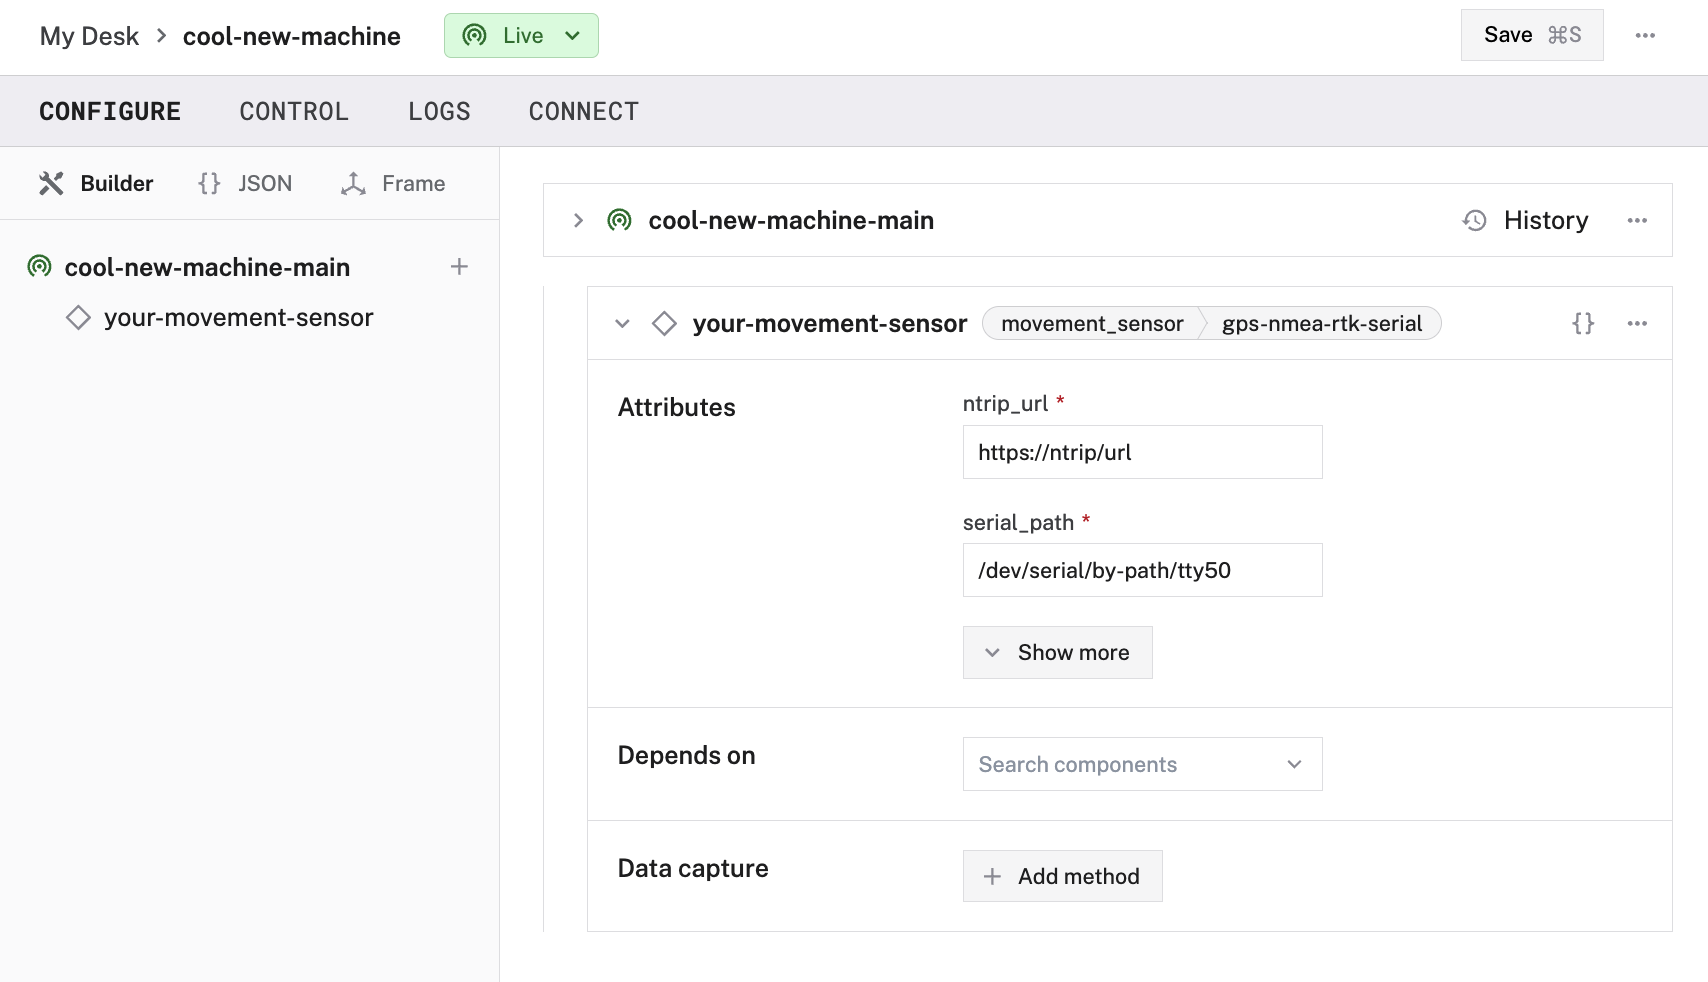 My Desk > cool-new-machine Live Save ⌘S ···
CONFIGURE CONTROL LOGS CONNECT
Builder {} JSON Frame
cool-new-machine-main +
your-movement-sensor
cool-new-machine-main History ···
your-movement-sensor movement_sensor gps-nmea-rtk-serial {} ···
Attributes
ntrip_url *
https://ntrip/url
serial_path *
/dev/serial/by-path/tty50
Show more
Depends on
Search components
Data capture
+ Add method